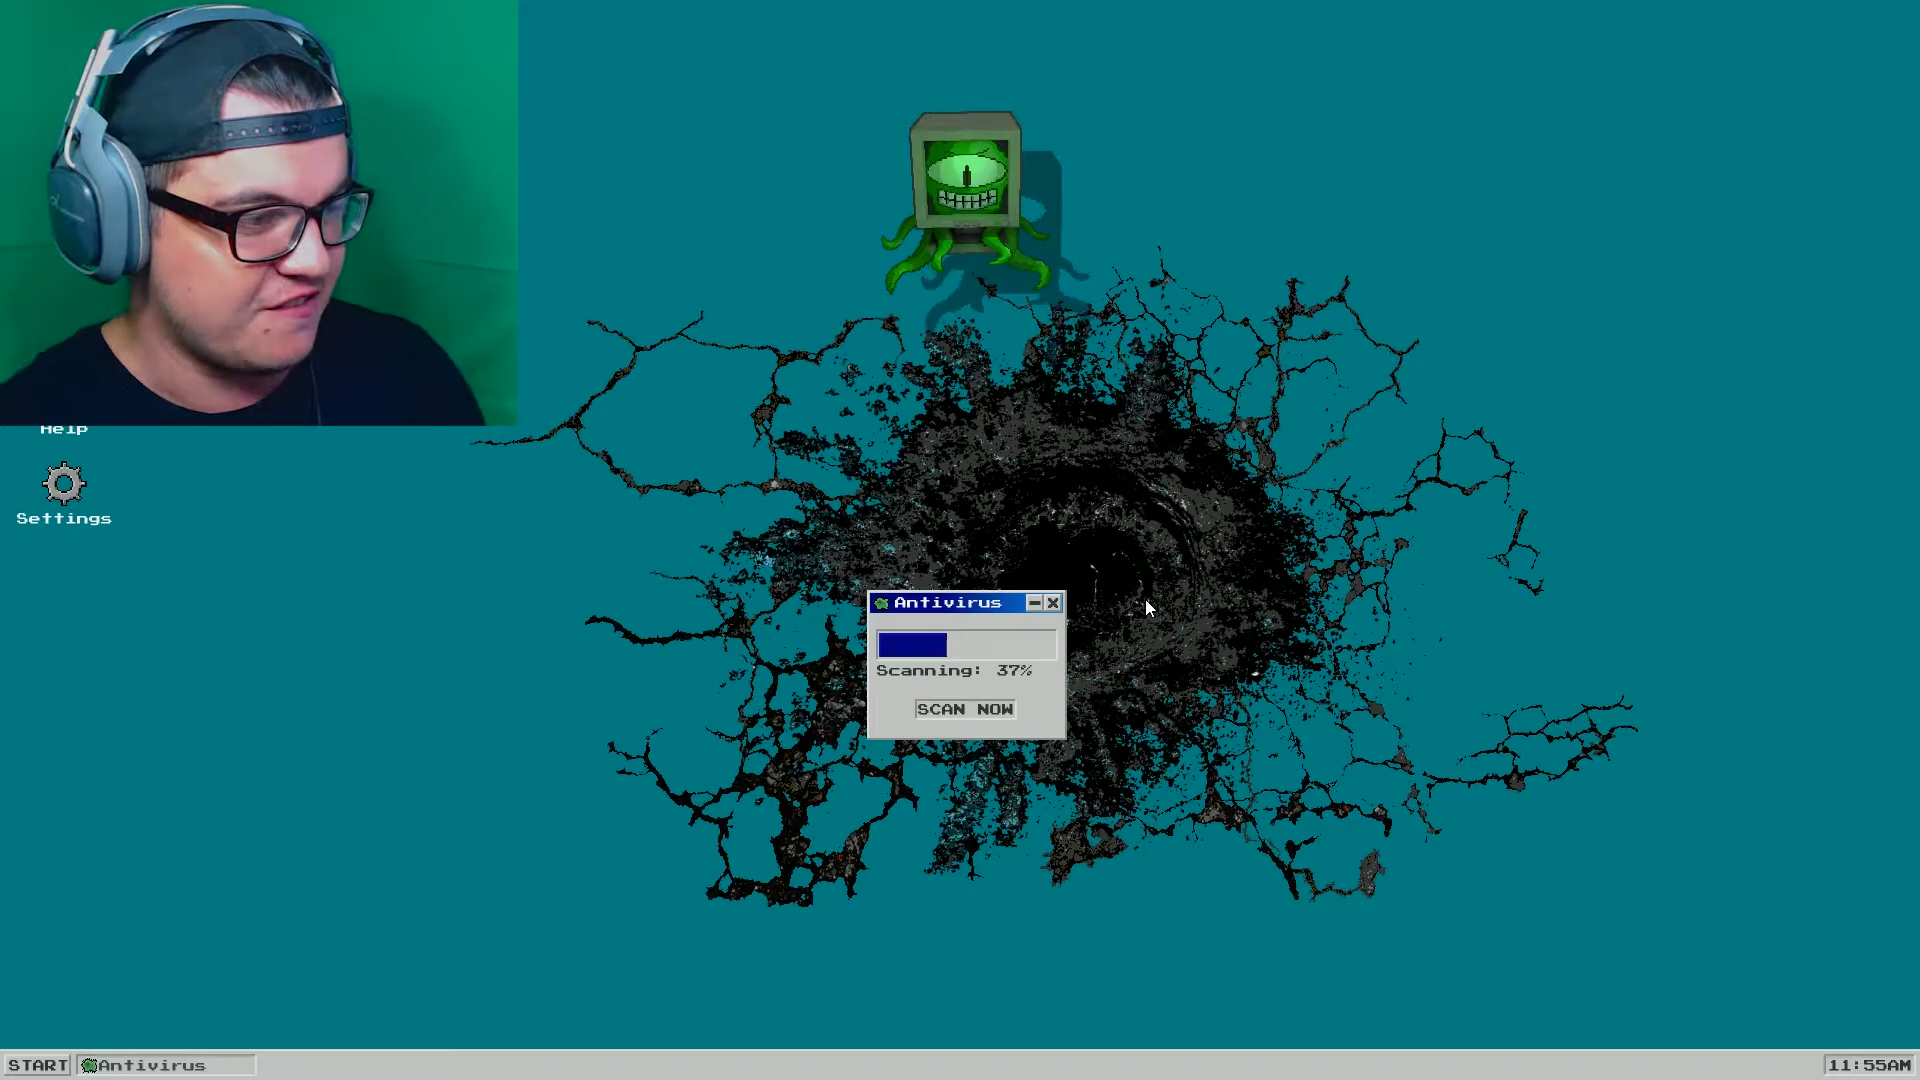 Help
Settings
Antivirus
Scanning: 37%
SCAN NOW
START
Antivirus
11:55AM